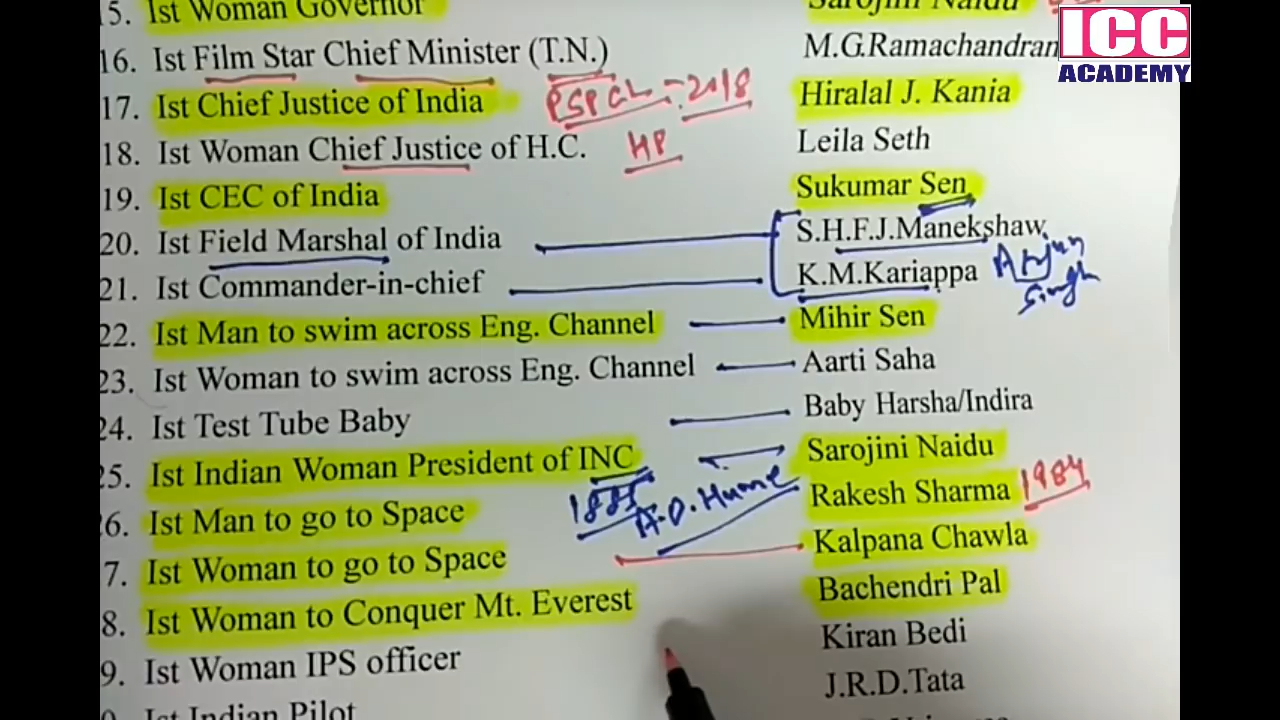 15. Ist Woman Governor Sarojini Naidu
16. Ist Film Star Chief Minister (T.N.) M.G.Ramachandran
ICC
ACADEMY
17. Ist Chief Justice of India PSPCL - 2018 Hiralal J. Kania
18. Ist Woman Chief Justice of H.C. HP Leila Seth
19. Ist CEC of India Sukumar Sen
20. Ist Field Marshal of India S.H.F.J.Manekshaw
21. Ist Commander-in-chief K.M.Kariappa Arjun Singh
22. Ist Man to swim across Eng. Channel Mihir Sen
23. Ist Woman to swim across Eng. Channel Aarti Saha
24. Ist Test Tube Baby Baby Harsha/Indira
25. Ist Indian Woman President of INC Sarojini Naidu
1885 A.O. Hume
26. Ist Man to go to Space Rakesh Sharma 1984
7. Ist Woman to go to Space Kalpana Chawla
8. Ist Woman to Conquer Mt. Everest Bachendri Pal
9. Ist Woman IPS officer Kiran Bedi
Ist Indian Pilot J.R.D.Tata